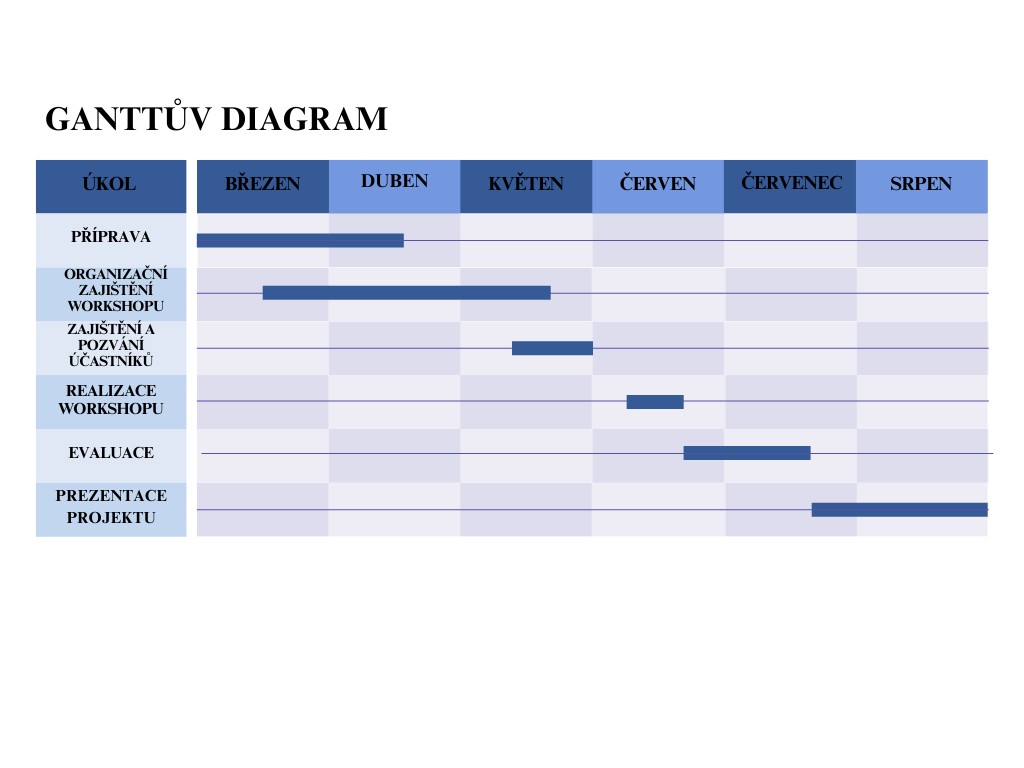 GANTTŮV DIAGRAM
ÚKOL
BŘEZEN
DUBEN
KVĚTEN
ČERVEN
ČERVENEC
SRPEN
PŘÍPRAVA
ORGANIZAČNÍ
ZAJIŠTĚNÍ
WORKSHOPU
ZAJIŠTĚNÍ A
POZVÁNÍ
ÚČASTNÍKŮ
REALIZACE
WORKSHOPU
EVALUACE
PREZENTACE
PROJEKTU